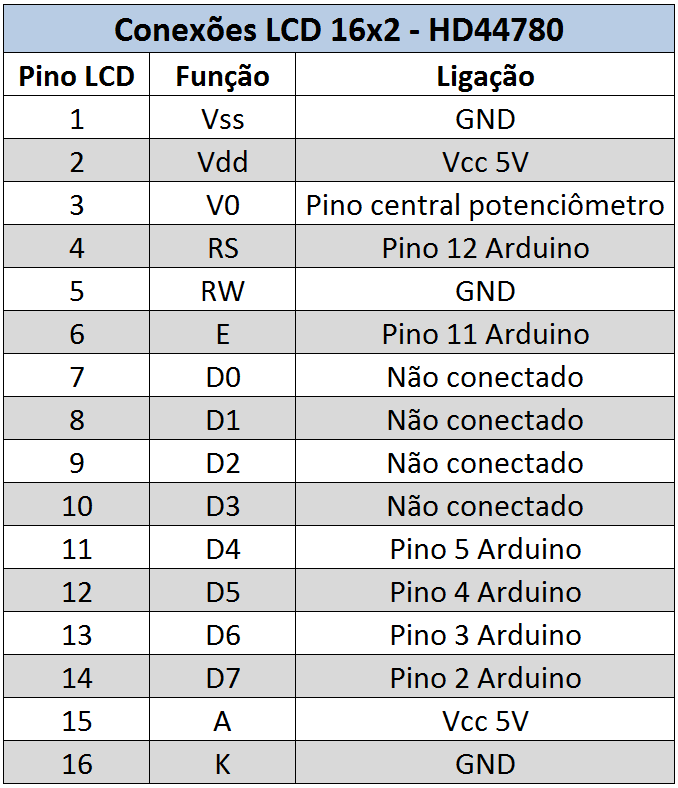 Conexões LCD 16x2 - HD44780
Pino LCD Função Ligação
1 Vss GND
2 Vdd Vcc 5V
3 V0 Pino central potenciômetro
4 RS Pino 12 Arduino
5 RW GND
6 E Pino 11 Arduino
7 D0 Não conectado
8 D1 Não conectado
9 D2 Não conectado
10 D3 Não conectado
11 D4 Pino 5 Arduino
12 D5 Pino 4 Arduino
13 D6 Pino 3 Arduino
14 D7 Pino 2 Arduino
15 A Vcc 5V
16 K GND